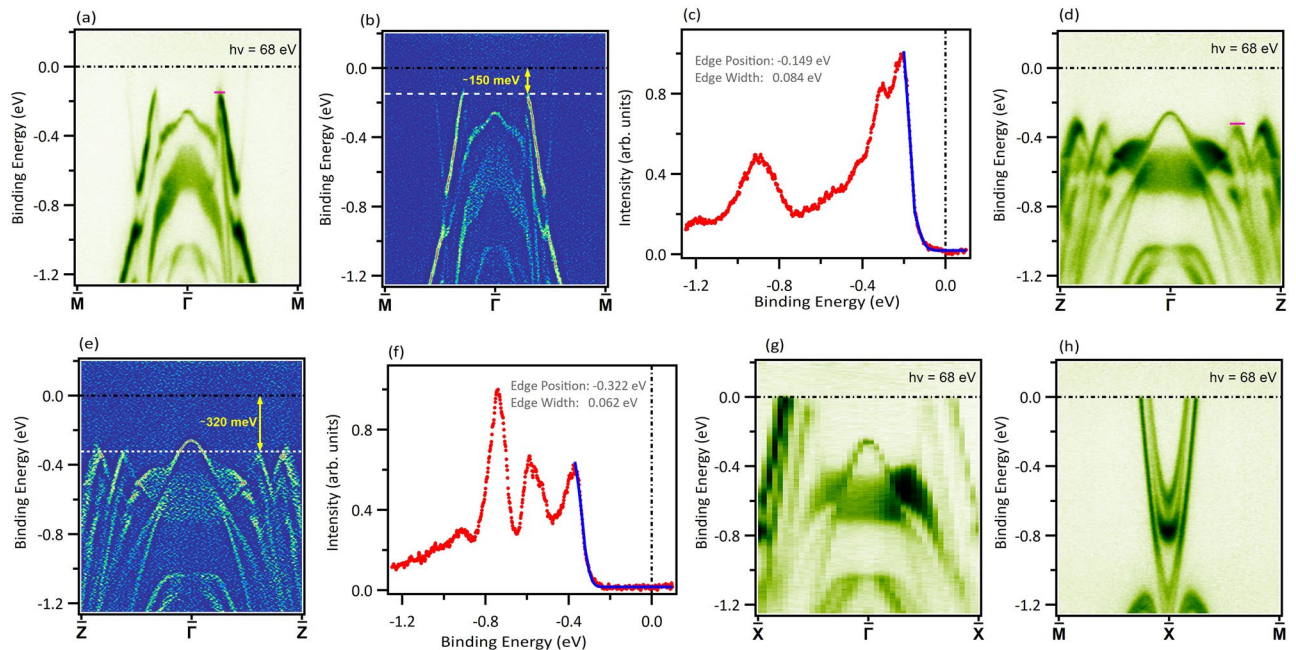 (a)
hν = 68 eV
Binding Energy (eV)
0.0
-0.4
-0.8
-1.2
M̄
Γ̄
M̄
(b)
~150 meV
Binding Energy (eV)
0.0
-0.4
-0.8
-1.2
M̄
Γ̄
M̄
(c)
Edge Position: -0.149 eV
Edge Width: 0.084 eV
Intensity (arb. units)
0.8
0.4
0.0
-1.2
-0.8
-0.4
0.0
Binding Energy (eV)
(d)
hν = 68 eV
Binding Energy (eV)
0.0
-0.4
-0.8
-1.2
Z̄
Γ̄
Z̄
(e)
~320 meV
Binding Energy (eV)
0.0
-0.4
-0.8
-1.2
Z̄
Γ̄
Z̄
(f)
Edge Position: -0.322 eV
Edge Width: 0.062 eV
Intensity (arb. units)
0.8
0.4
0.0
-1.2
-0.8
-0.4
0.0
Binding Energy (eV)
(g)
hν = 68 eV
Binding Energy (eV)
0.0
-0.4
-0.8
-1.2
X̄
Γ̄
X̄
(h)
hν = 68 eV
Binding Energy (eV)
0.0
-0.4
-0.8
-1.2
M̄
X̄
M̄